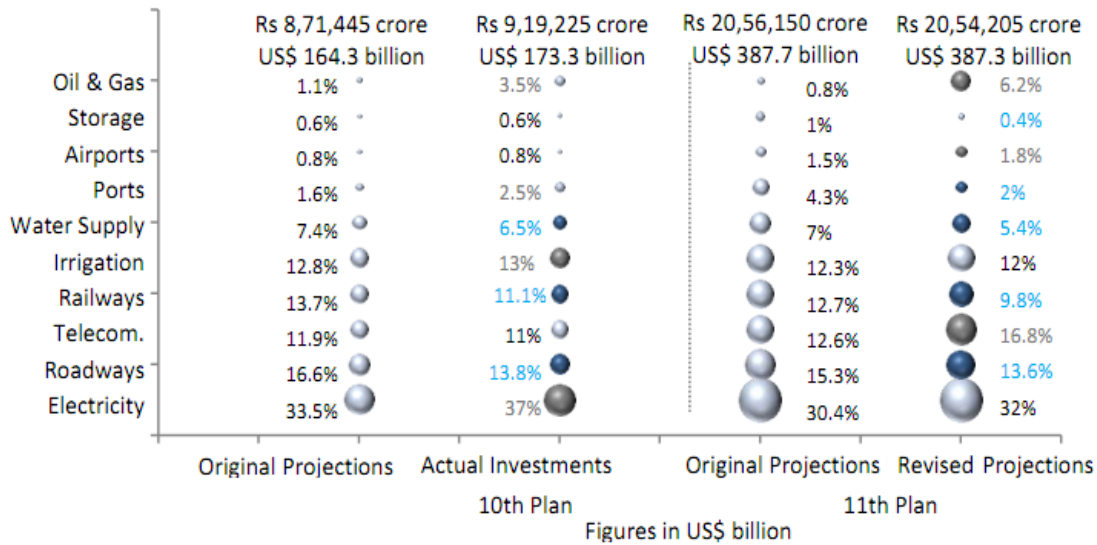 Rs 8,71,445 crore Rs 9,19,225 crore Rs 20,56,150 crore Rs 20,54,205 crore
US$ 164.3 billion US$ 173.3 billion US$ 387.7 billion US$ 387.3 billion
Oil & Gas 1.1% 3.5% 0.8% 6.2%
Storage 0.6% 0.6% 1% 0.4%
Airports 0.8% 0.8% 1.5% 1.8%
Ports 1.6% 2.5% 4.3% 2%
Water Supply 7.4% 6.5% 7% 5.4%
Irrigation 12.8% 13% 12.3% 12%
Railways 13.7% 11.1% 12.7% 9.8%
Telecom. 11.9% 11% 12.6% 16.8%
Roadways 16.6% 13.8% 15.3% 13.6%
Electricity 33.5% 37% 30.4% 32%
Original Projections Actual Investments Original Projections Revised Projections
10th Plan 11th Plan
Figures in US$ billion